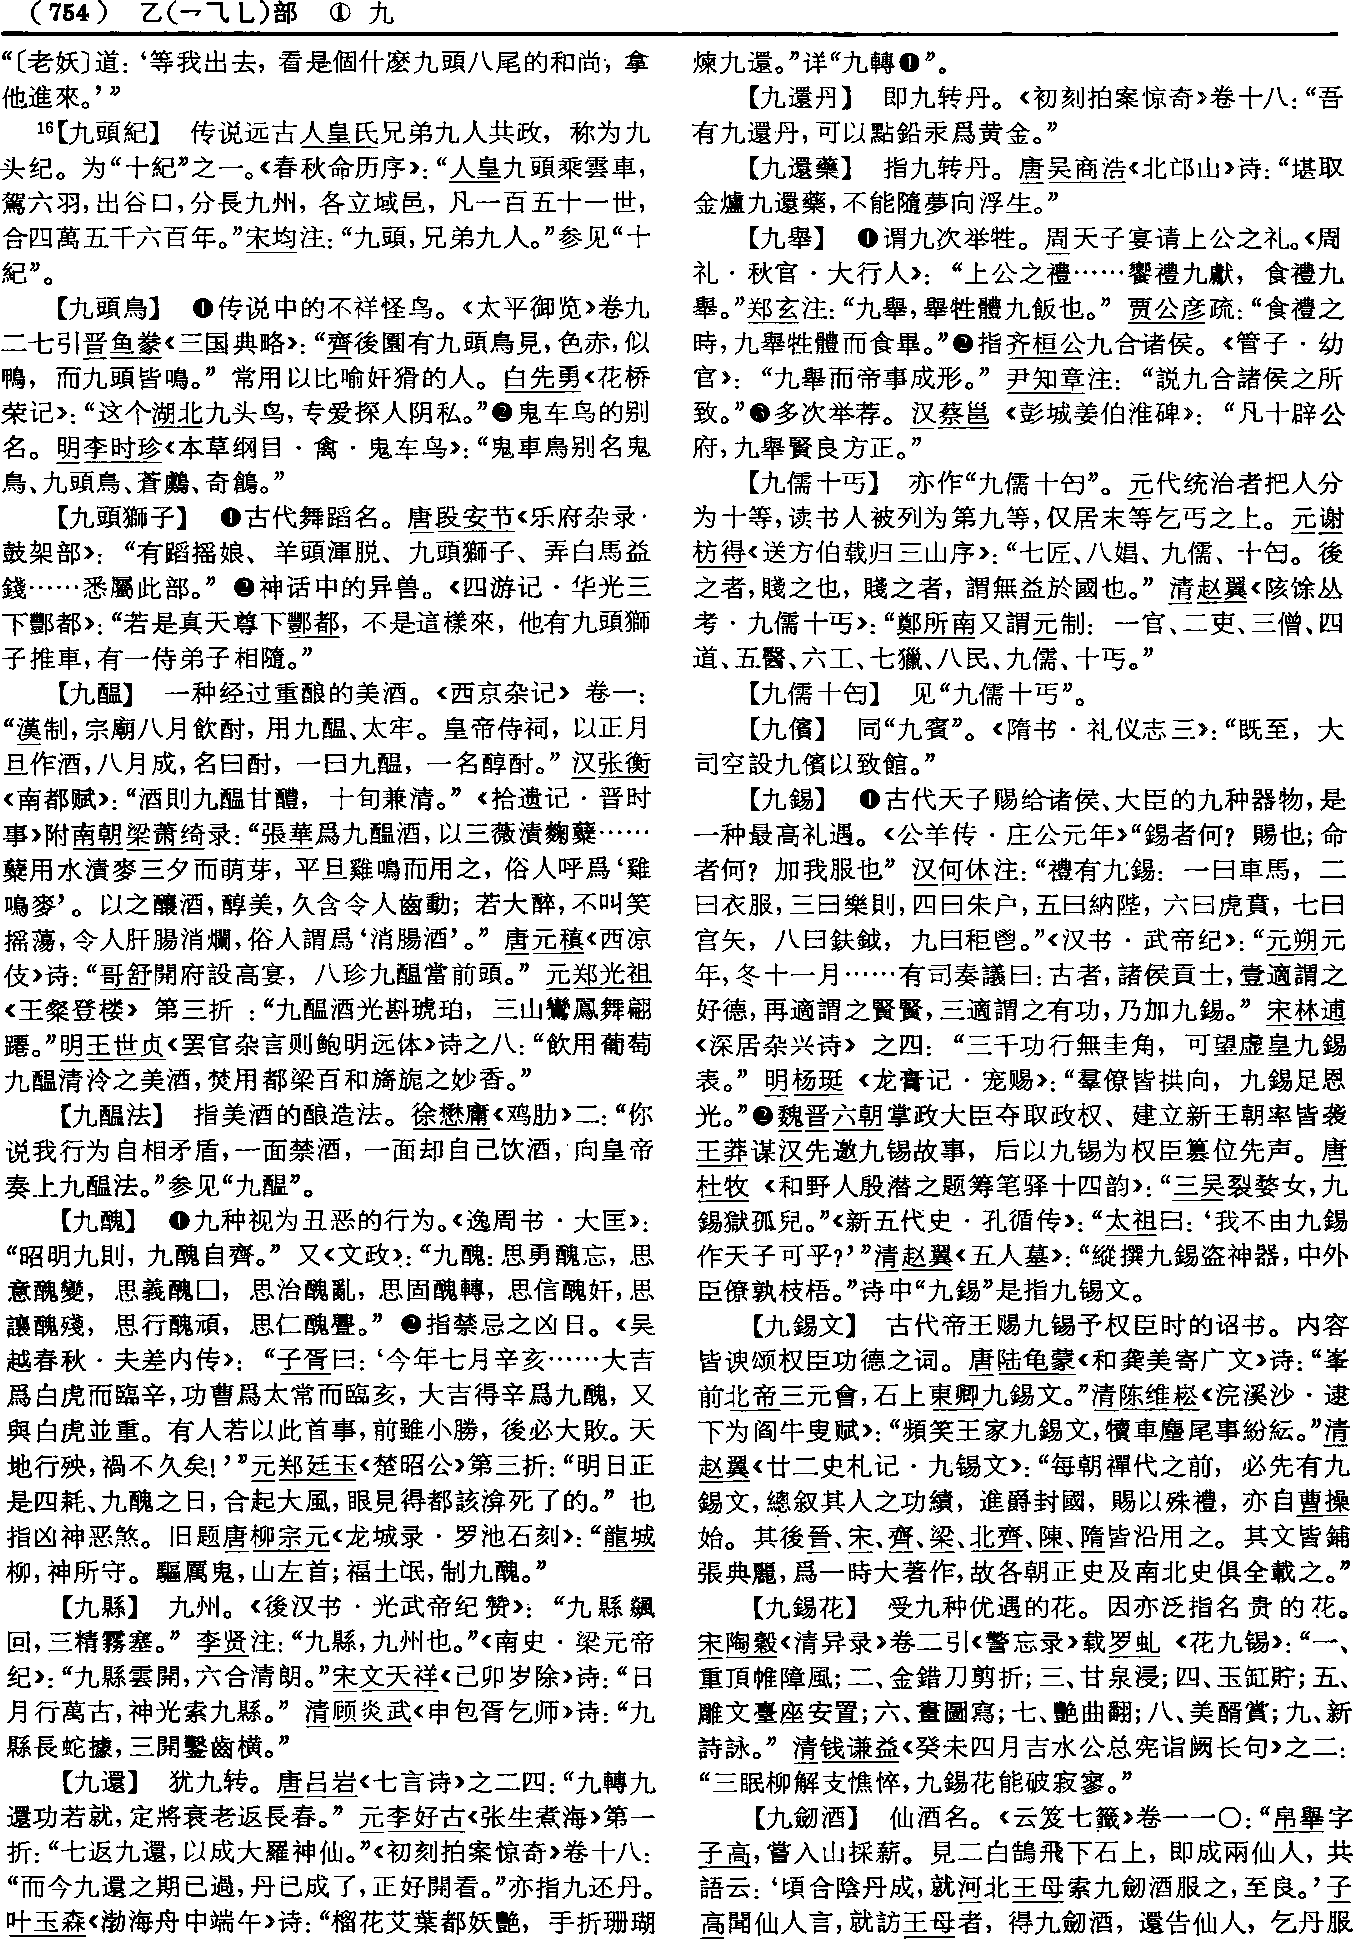 (754) 乙(乛⺄乚)部 ① 九
“〔老妖〕道：‘等我出去，看是個什麽九頭八尾的和尚，拿
他進來。’”
16【九頭紀】 传说远古人皇氏兄弟九人共政，称为九
头纪。为“十紀”之一。《春秋命历序》：“人皇九頭乘雲車，
駕六羽，出谷口，分長九州，各立城邑，凡一百五十一世，
合四萬五千六百年。”宋均注：“九頭，兄弟九人。”参见“十
紀”。
【九頭鳥】 ❶传说中的不祥怪鸟。《太平御览》卷九
二七引晋鱼豢《三国典略》：“齊後園有九頭鳥見，色赤，似
鴨，而九頭皆鳴。”常用以比喻奸猾的人。白先勇《花桥
荣记》：“这个湖北九头鸟，专爱探人阴私。”❷鬼车鸟的别
名。明李时珍《本草纲目·禽·鬼车鸟》：“鬼車鳥别名鬼
鳥、九頭鳥、蒼鸆、奇鶬。”
【九頭獅子】 ❶古代舞蹈名。唐段安节《乐府杂录·
鼓架部》：“有蹈摇娘、羊頭渾脱、九頭獅子、弄白馬益
錢……悉屬此部。”❷神话中的异兽。《四游记·华光三
下酆都》：“若是真天尊下酆都，不是這樣來，他有九頭獅
子推車，有一侍弟子相隨。”
【九醖】 一种经过重酿的美酒。《西京杂记》卷一：
“漢制，宗廟八月飲酎，用九醖、太牢。皇帝侍祠，以正月
旦作酒，八月成，名曰酎，一曰九醖，一名醇酎。”汉张衡
《南都赋》：“酒則九醖甘醴，十旬兼清。”《拾遗记·晋时
事》附南朝梁萧绮录：“張華爲九醖酒，以三薇漬麴糵……
糵用水漬麥三夕而萌芽，平旦雞鳴而用之，俗人呼爲‘雞
鳴麥’。以之釀酒，醇美，久含令人齒動；若大醉，不叫笑
摇蕩，令人肝腸消爛，俗人謂爲‘消腸酒’。”唐元稹《西凉
伎》诗：“哥舒開府設高宴，八珍九醖當前頭。”元郑光祖
《王粲登楼》第三折：“九醖酒光斟琥珀，三山鸞鳳舞翩
躚。”明王世贞《罢官杂言则鲍明远体》诗之八：“飲用葡萄
九醖清泠之美酒，焚用都梁百和旖旎之妙香。”
【九醖法】 指美酒的酿造法。徐懋庸《鸡肋》二：“你
说我行为自相矛盾，一面禁酒，一面却自己饮酒，向皇帝
奏上九醖法。”参见“九醖”。
【九醜】 ❶九种视为丑恶的行为。《逸周书·大匡》：
“昭明九則，九醜自齊。”又《文政》：“九醜：思勇醜忘，思
意醜變，思義醜囗，思治醜亂，思固醜轉，思信醜奸，思
讓醜殘，思行醜頑，思仁醜亹。”❷指禁忌之凶日。《吴
越春秋·夫差内传》：“子胥曰：‘今年七月辛亥……大吉
爲白虎而臨辛，功曹爲太常而臨亥，大吉得辛爲九醜，又
與白虎並重。有人若以此首事，前雖小勝，後必大敗。天
地行殃，禍不久矣！’”元郑廷玉《楚昭公》第三折：“明日正
是四耗、九醜之日，合起大風，眼見得都該渰死了的。”也
指凶神恶煞。旧题唐柳宗元《龙城录·罗池石刻》：“龍城
柳，神所守。驅厲鬼，山左首；福土氓，制九醜。”
【九縣】 九州。《後汉书·光武帝纪赞》：“九縣飆
回，三精霧塞。”李贤注：“九縣，九州也。”《南史·梁元帝
纪》：“九縣雲開，六合清朗。”宋文天祥《己卯岁除》诗：“日
月行萬古，神光索九縣。”清顾炎武《申包胥乞师》诗：“九
縣長蛇據，三開鑿齒横。”
【九還】 犹九转。唐吕岩《七言诗》之二四：“九轉九
還功若就，定將衰老返長春。”元李好古《张生煮海》第一
折：“七返九還，以成大羅神仙。”《初刻拍案惊奇》卷十八：
“而今九還之期已過，丹已成了，正好開看。”亦指九还丹。
叶玉森《渤海舟中端午》诗：“榴花艾葉都妖艷，手折珊瑚
煉九還。”详“九轉❶”。
【九還丹】 即九转丹。《初刻拍案惊奇》卷十八：“吾
有九還丹，可以點鉛汞爲黄金。”
【九還藥】 指九转丹。唐吴商浩《北邙山》诗：“堪取
金爐九還藥，不能隨夢向浮生。”
【九舉】 ❶谓九次举牲。周天子宴请上公之礼。《周
礼·秋官·大行人》：“上公之禮……饗禮九獻，食禮九
舉。”郑玄注：“九舉，舉牲體九飯也。”贾公彦疏：“食禮之
時，九舉牲體而食畢。”❷指齐桓公九合诸侯。《管子·幼
官》：“九舉而帝事成形。”尹知章注：“説九合諸侯之所
致。”❸多次举荐。汉蔡邕《彭城姜伯淮碑》：“凡十辟公
府，九舉賢良方正。”
【九儒十丐】 亦作“九儒十匄”。元代统治者把人分
为十等，读书人被列为第九等，仅居末等乞丐之上。元谢
枋得《送方伯载归三山序》：“七匠、八娼、九儒、十匄。後
之者，賤之也，賤之者，謂無益於國也。”清赵翼《陔馀丛
考·九儒十丐》：“鄭所南又謂元制：一官、二吏、三僧、四
道、五醫、六工、七獵、八民、九儒、十丐。”
【九儒十匄】 见“九儒十丐”。
【九儐】 同“九賓”。《隋书·礼仪志三》：“既至，大
司空設九儐以致館。”
【九錫】 ❶古代天子赐给诸侯、大臣的九种器物，是
一种最高礼遇。《公羊传·庄公元年》“錫者何？賜也；命
者何？加我服也”汉何休注：“禮有九錫：一曰車馬，二
曰衣服，三曰樂則，四曰朱户，五曰納陛，六曰虎賁，七曰
宫矢，八曰鈇鉞，九曰秬鬯。”《汉书·武帝纪》：“元朔元
年，冬十一月……有司奏議曰：古者，諸侯貢士，壹適謂之
好德，再適謂之賢賢，三適謂之有功，乃加九錫。”宋林逋
《深居杂兴诗》之四：“三千功行無圭角，可望虚皇九錫
表。”明杨珽《龙膏记·宠赐》：“羣僚皆拱向，九錫足恩
光。”❷魏晋六朝掌政大臣夺取政权、建立新王朝率皆袭
王莽谋汉先邀九锡故事，后以九锡为权臣篡位先声。唐
杜牧《和野人殷潜之题筹笔驿十四韵》：“三吴裂婺女，九
錫獄孤兒。”《新五代史·孔循传》：“太祖曰：‘我不由九錫
作天子可乎？’”清赵翼《五人墓》：“縱撰九錫盗神器，中外
臣僚孰枝梧。”诗中“九錫”是指九锡文。
【九錫文】 古代帝王赐九锡予权臣时的诏书。内容
皆谀颂权臣功德之词。唐陆龟蒙《和龚美寄广文》诗：“峯
前北帝三元會，石上東卿九錫文。”清陈维崧《浣溪沙·逮
下为阎牛叟赋》：“頻笑王家九錫文，犢車麈尾事紛紜。”清
赵翼《廿二史札记·九锡文》：“每朝禪代之前，必先有九
錫文，總叙其人之功績，進爵封國，賜以殊禮，亦自曹操
始。其後晉、宋、齊、梁、北齊、陳、隋皆沿用之。其文皆鋪
張典麗，爲一時大著作，故各朝正史及南北史俱全載之。”
【九錫花】 受九种优遇的花。因亦泛指名贵的花。
宋陶穀《清异录》卷二引《警忘录》载罗虬《花九锡》：“一、
重頂帷障風；二、金錯刀剪折；三、甘泉浸；四、玉缸貯；五、
雕文臺座安置；六、畫圖寫；七、艷曲翻；八、美醑賞；九、新
詩詠。”清钱谦益《癸未四月吉水公总宪诣阙长句》之二：
“三眠柳解支憔悴，九錫花能破寂寥。”
【九劒酒】 仙酒名。《云笈七籤》卷一一〇：“帛舉字
子高，嘗入山採薪。見二白鵠飛下石上，即成兩仙人，共
語云：‘頃合陰丹成，就河北王母索九劒酒服之，至良。’子
高聞仙人言，就訪王母者，得九劒酒，還告仙人，乞丹服